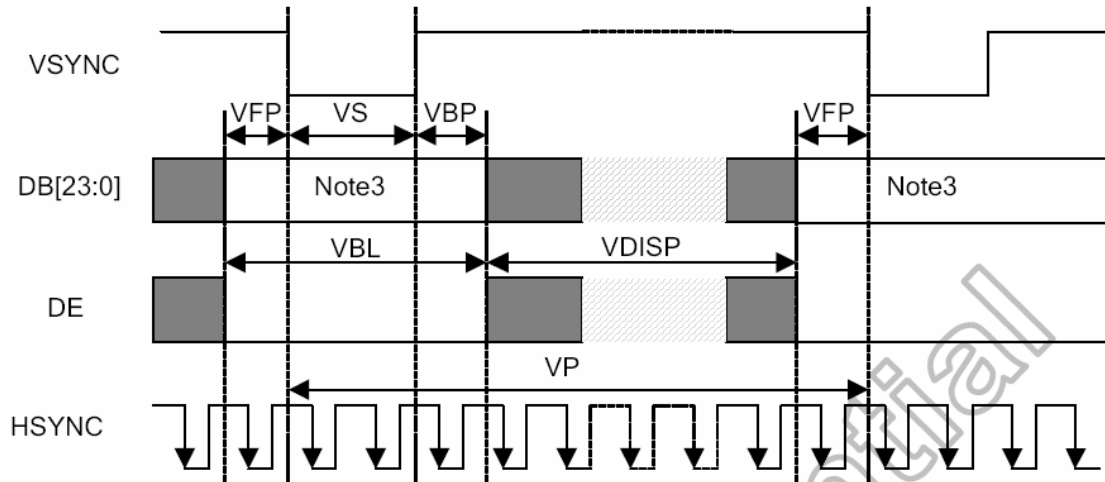 VSYNC
VFP
VS
VBP
VFP
DB[23:0]
Note3
Note3
VBL
VDISP
DE
VP
HSYNC